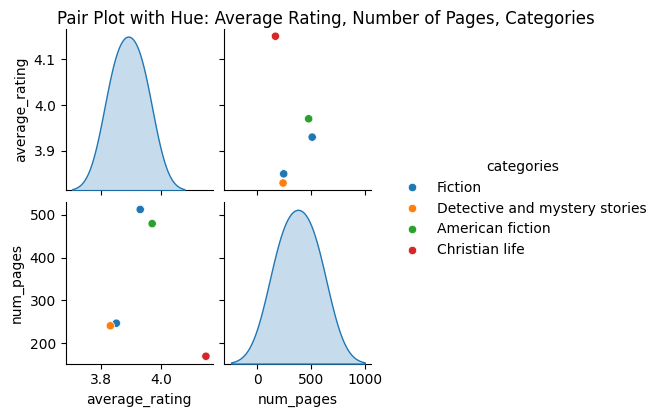 Pair Plot with Hue: Average Rating, Number of Pages, Categories
4.1
4.0
3.9
average_rating
categories
Fiction
Detective and mystery stories
American fiction
Christian life
500
400
300
200
num_pages
3.8 4.0
average_rating
0 500 1000
num_pages